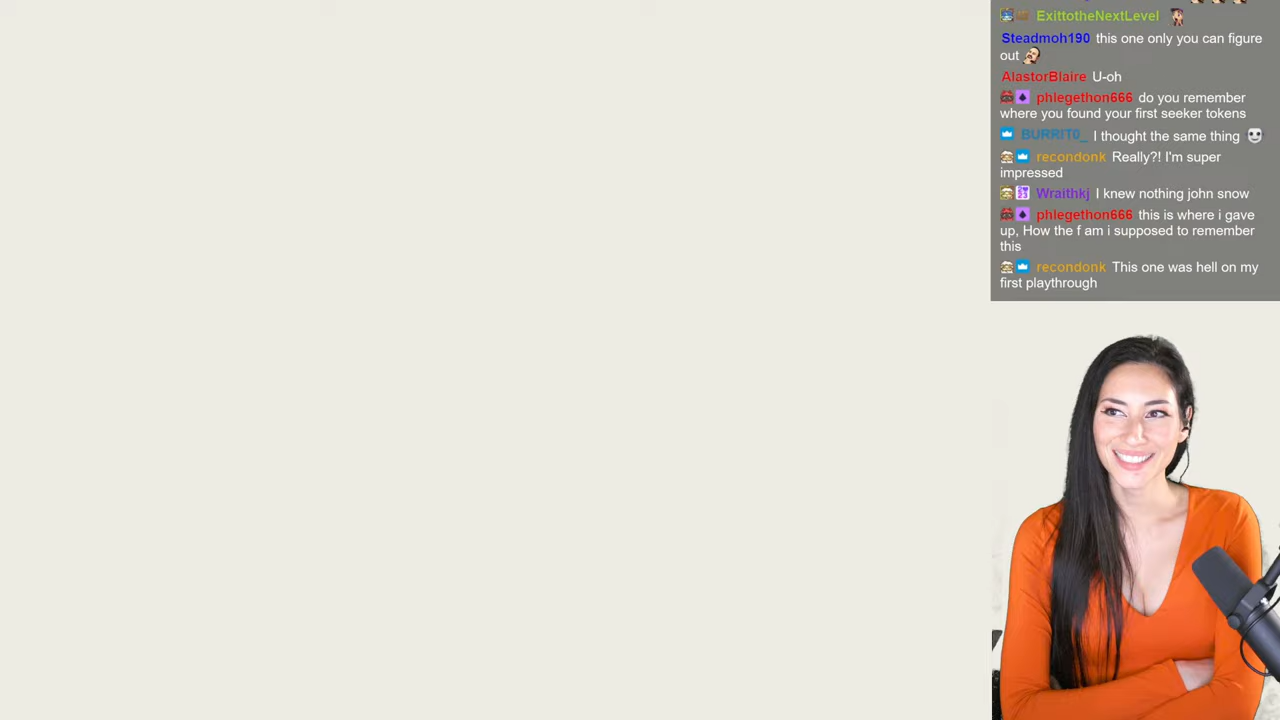 ExittotheNextLevel
Steadmoh190 this one only you can figure
out
AlastorBlaire U-oh
phlegethon666 do you remember
where you found your first seeker tokens
BURRIT0_ I thought the same thing
recondonk Really?! I'm super
impressed
Wraithkj I knew nothing john snow
phlegethon666 this is where i gave
up, How the f am i supposed to remember
this
recondonk This one was hell on my
first playthrough